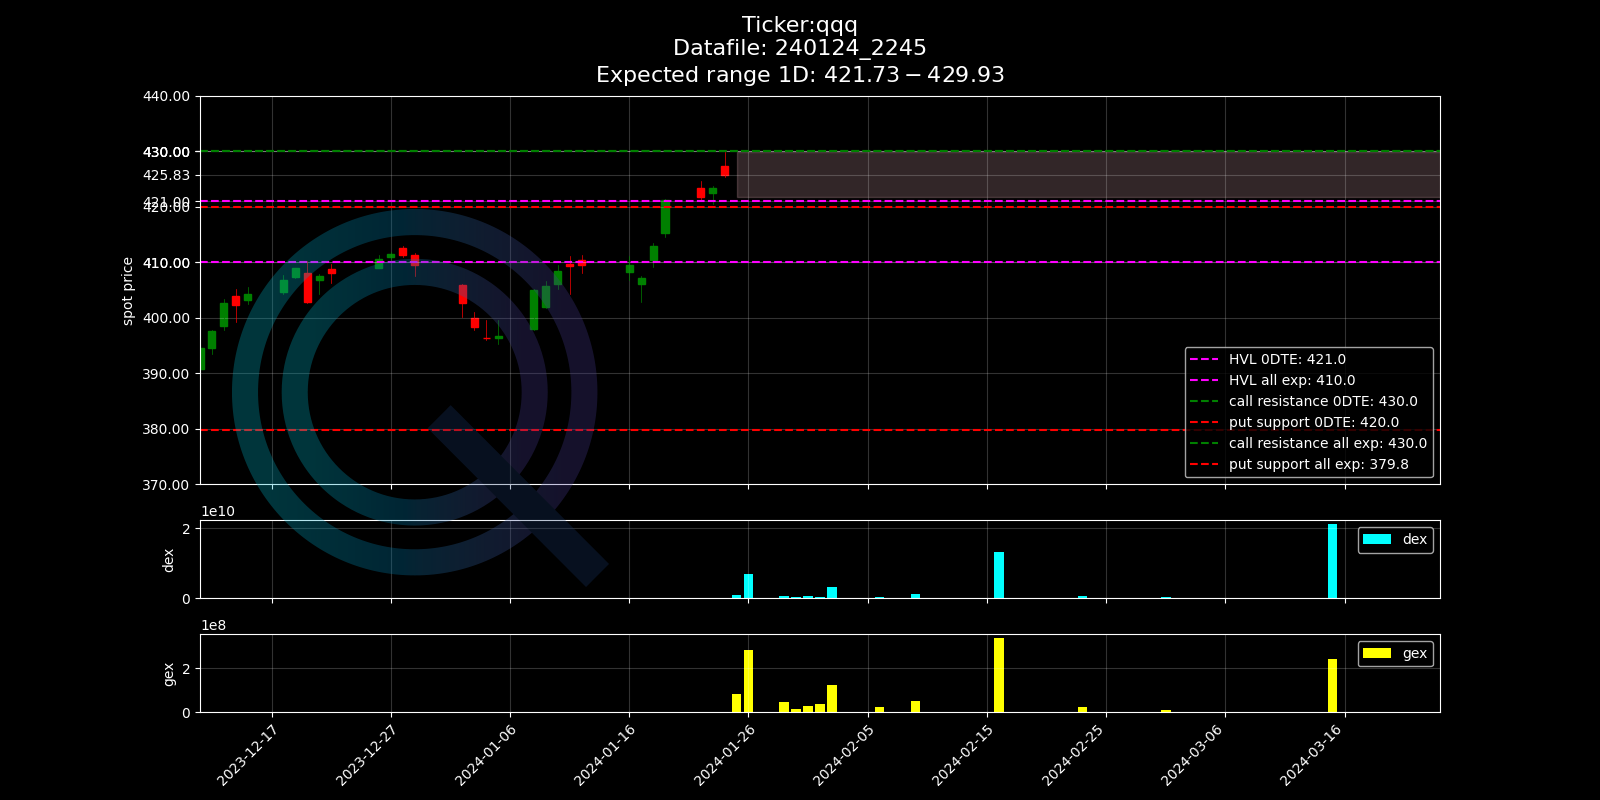 Ticker:qqq
Datafile: 240124_2245
Expected range 1D: 421.73 − 429.93
440.00
430.00
425.83
421.00
420.00
410.00
400.00
390.00
380.00
370.00
spot price
HVL 0DTE: 421.0
HVL all exp: 410.0
call resistance 0DTE: 430.0
put support 0DTE: 420.0
call resistance all exp: 430.0
put support all exp: 379.8
1e10
2
0
dex
dex
1e8
2
0
gex
gex
2023-12-17
2023-12-27
2024-01-06
2024-01-16
2024-01-26
2024-02-05
2024-02-15
2024-02-25
2024-03-06
2024-03-16